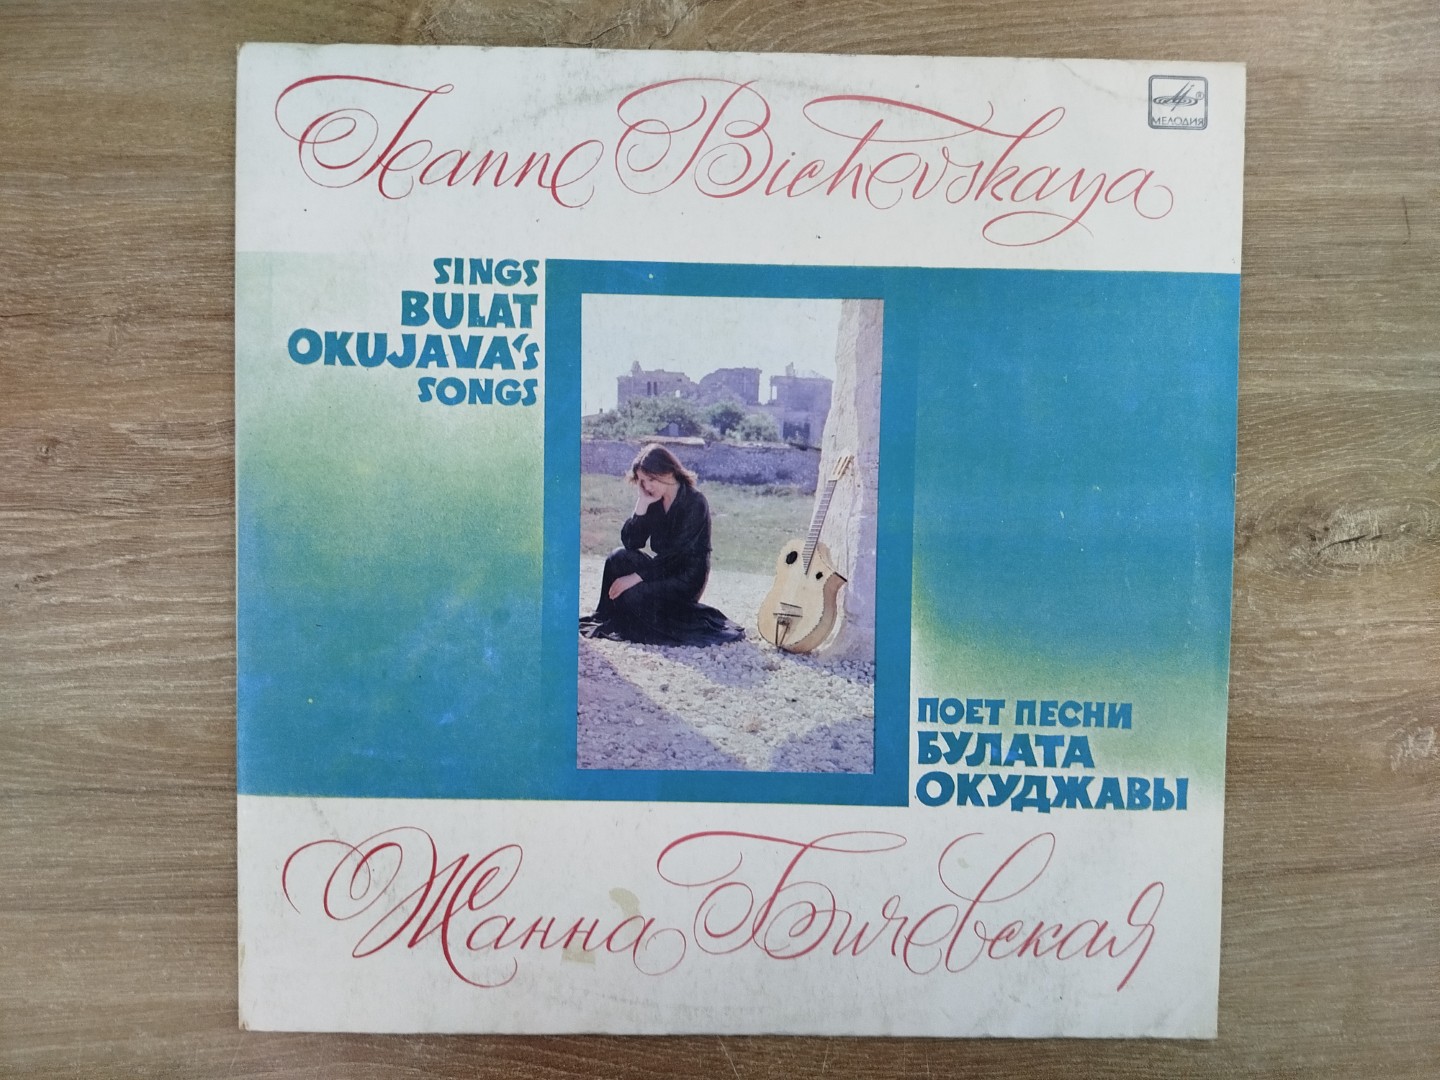 Jeanne Bichevskaya
МЕЛОДИЯ
SINGS
BULAT
OKUJAVA‘s
SONGS
ПОЕТ ПЕСНИ
БУЛАТА
ОКУДЖАВЫ
Жанна Бичевская